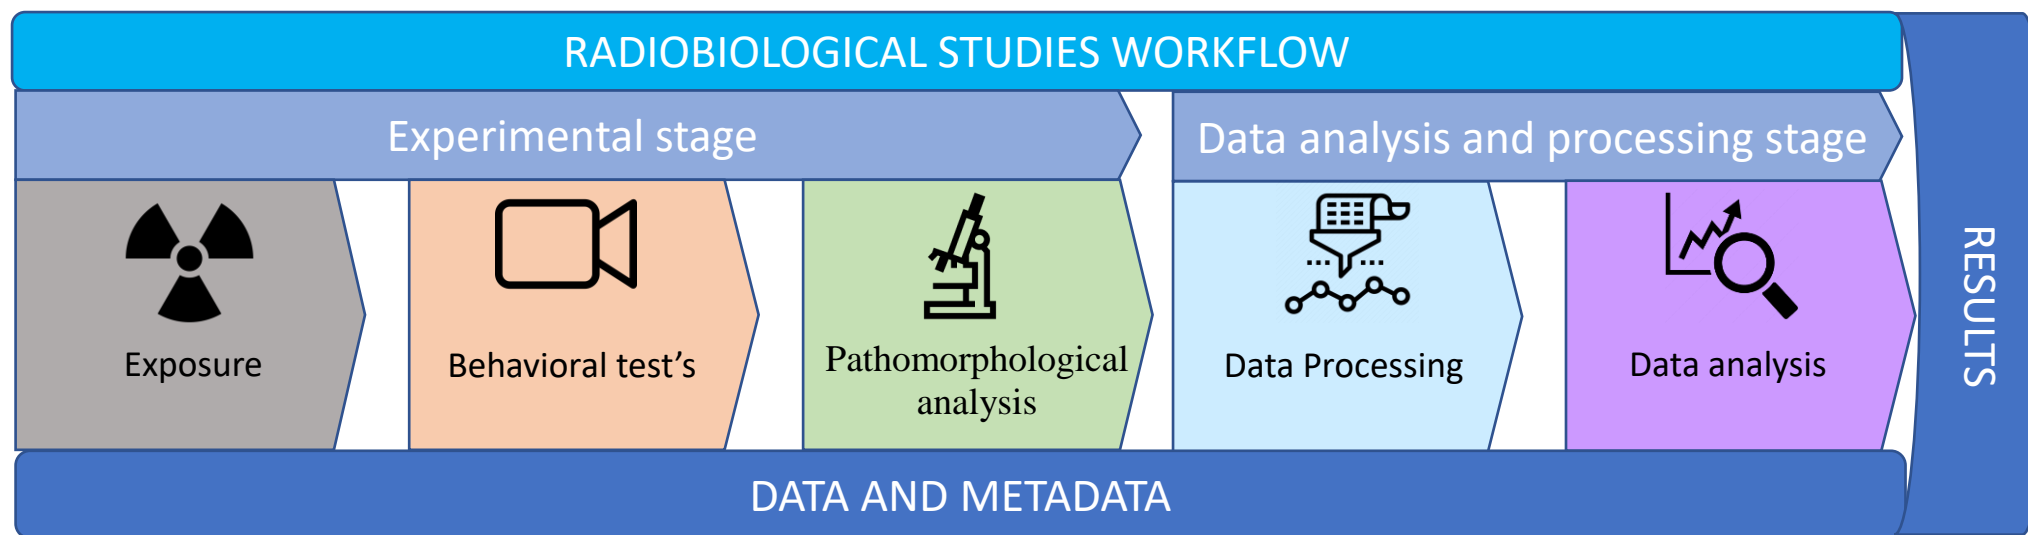 RADIOBIOLOGICAL STUDIES WORKFLOW
Experimental stage
Data analysis and processing stage
Exposure
Behavioral test’s
Pathomorphological
analysis
Data Processing
Data analysis
RESULTS
DATA AND METADATA